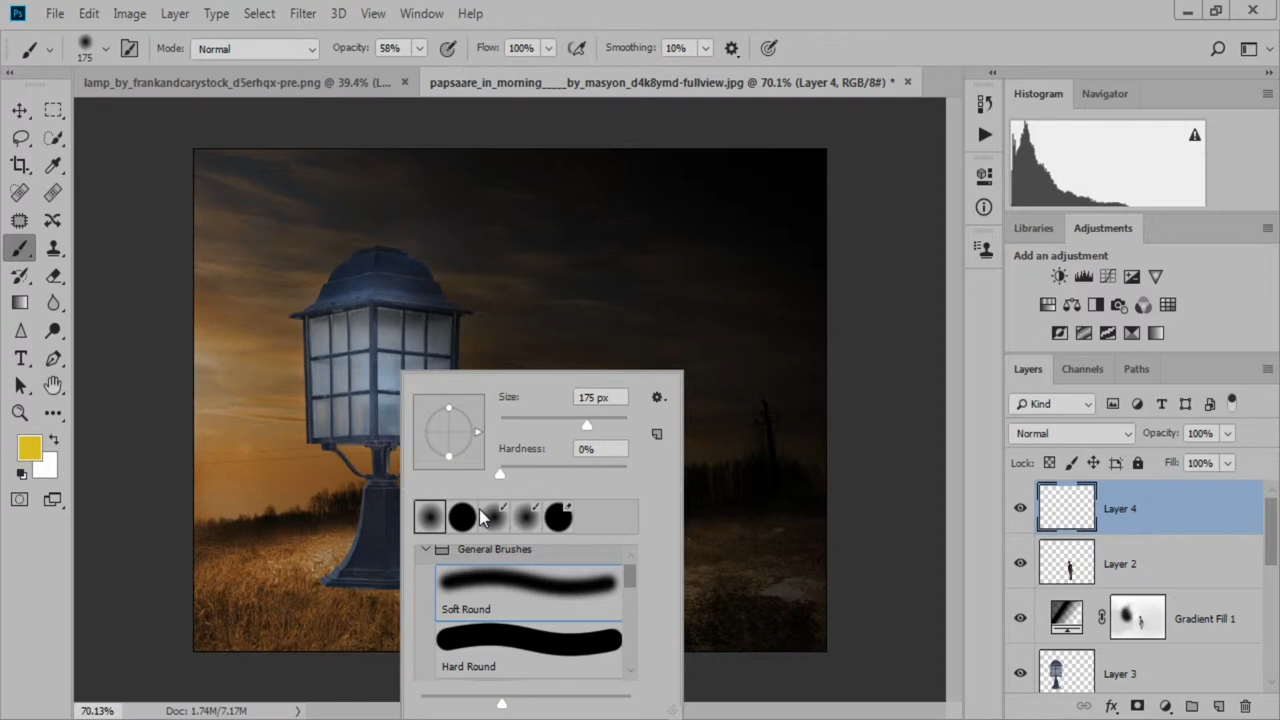 Ps File Edit Image Layer Type Select Filter 3D View Window Help
175 Mode: Normal Opacity: 58% Flow: 100% Smoothing: 10%
lamp_by_frankandcarystock_d5erhqx-pre.png @ 39.4% (L... × papsaare_in_morning_____by_masyon_d4k8ymd-fullview.jpg @ 70.1% (Layer 4, RGB/8#) * ×
Histogram Navigator
Libraries Adjustments
Add an adjustment
Layers Channels Paths
Kind
Normal Opacity: 100%
Lock: Fill: 100%
Layer 4
Layer 2
Gradient Fill 1
Layer 3
Size: 175 px
Hardness: 0%
General Brushes
Soft Round
Hard Round
70.13% Doc: 1.74M/7.17M